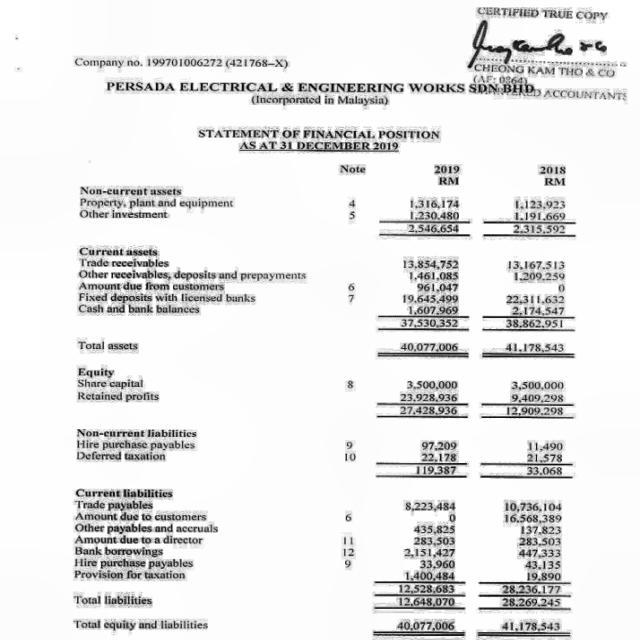 CERTIFIED TRUE COPY
CHEONG KAM THO & CO
(AF: 0864)
CHARTERED ACCOUNTANTS
Company no. 199701006272 (421768-X)
PERSADA ELECTRICAL & ENGINEERING WORKS SDN BHD
(Incorporated in Malaysia)
STATEMENT OF FINANCIAL POSITION
AS AT 31 DECEMBER 2019
Note 2019 2018
RM RM
Non-current assets
Property, plant and equipment 4 1,316,174 1,123,923
Other investment 5 1,230,480 1,191,669
2,546,654 2,315,592
Current assets
Trade receivables 13,854,752 13,167,513
Other receivables, deposits and prepayments 1,461,085 1,209,259
Amount due from customers 6 961,047 0
Fixed deposits with licensed banks 7 19,645,499 22,311,632
Cash and bank balances 1,607,969 2,174,547
37,530,352 38,862,951
Total assets 40,077,006 41,178,543
Equity
Share capital 8 3,500,000 3,500,000
Retained profits 23,928,936 9,409,298
27,428,936 12,909,298
Non-current liabilities
Hire purchase payables 9 97,209 11,490
Deferred taxation 10 22,178 21,578
119,387 33,068
Current liabilities
Trade payables 8,223,484 10,736,104
Amount due to customers 6 0 16,568,389
Other payables and accruals 435,825 137,823
Amount due to a director 11 283,503 283,503
Bank borrowings 12 2,151,427 447,333
Hire purchase payables 9 33,960 43,135
Provision for taxation 1,400,484 19,890
12,528,683 28,236,177
Total liabilities 12,648,070 28,269,245
Total equity and liabilities 40,077,006 41,178,543